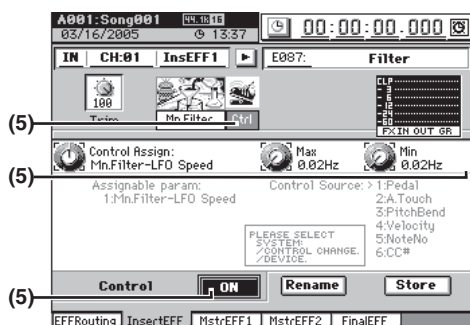 A001:Song001 44.1k 16 00:00:00.000
03/16/2005 13:37
IN CH:01 InsEFF1 E087: Filter
100
Trim Mn.Filter Ctrl
CLP
- 3
- 6
-12
-24
-60
FXIN OUT GR
(5)
Control Assign: Max Min
Mn.Filter-LFO Speed 0.02Hz 0.02Hz
(5)
Assignable param: Control Source: > 1:Pedal
1:Mn.Filter-LFO Speed 2:A.Touch
3:PitchBend
4:Velocity
5:NoteNo
6:CC#
PLEASE SELECT
SYSTEM:
/CONTROL CHANGE.
/DEVICE.
(5)
Control ON Rename Store
EFFRouting InsectEFF MstrEFF1 MstrEFF2 FinalEFF